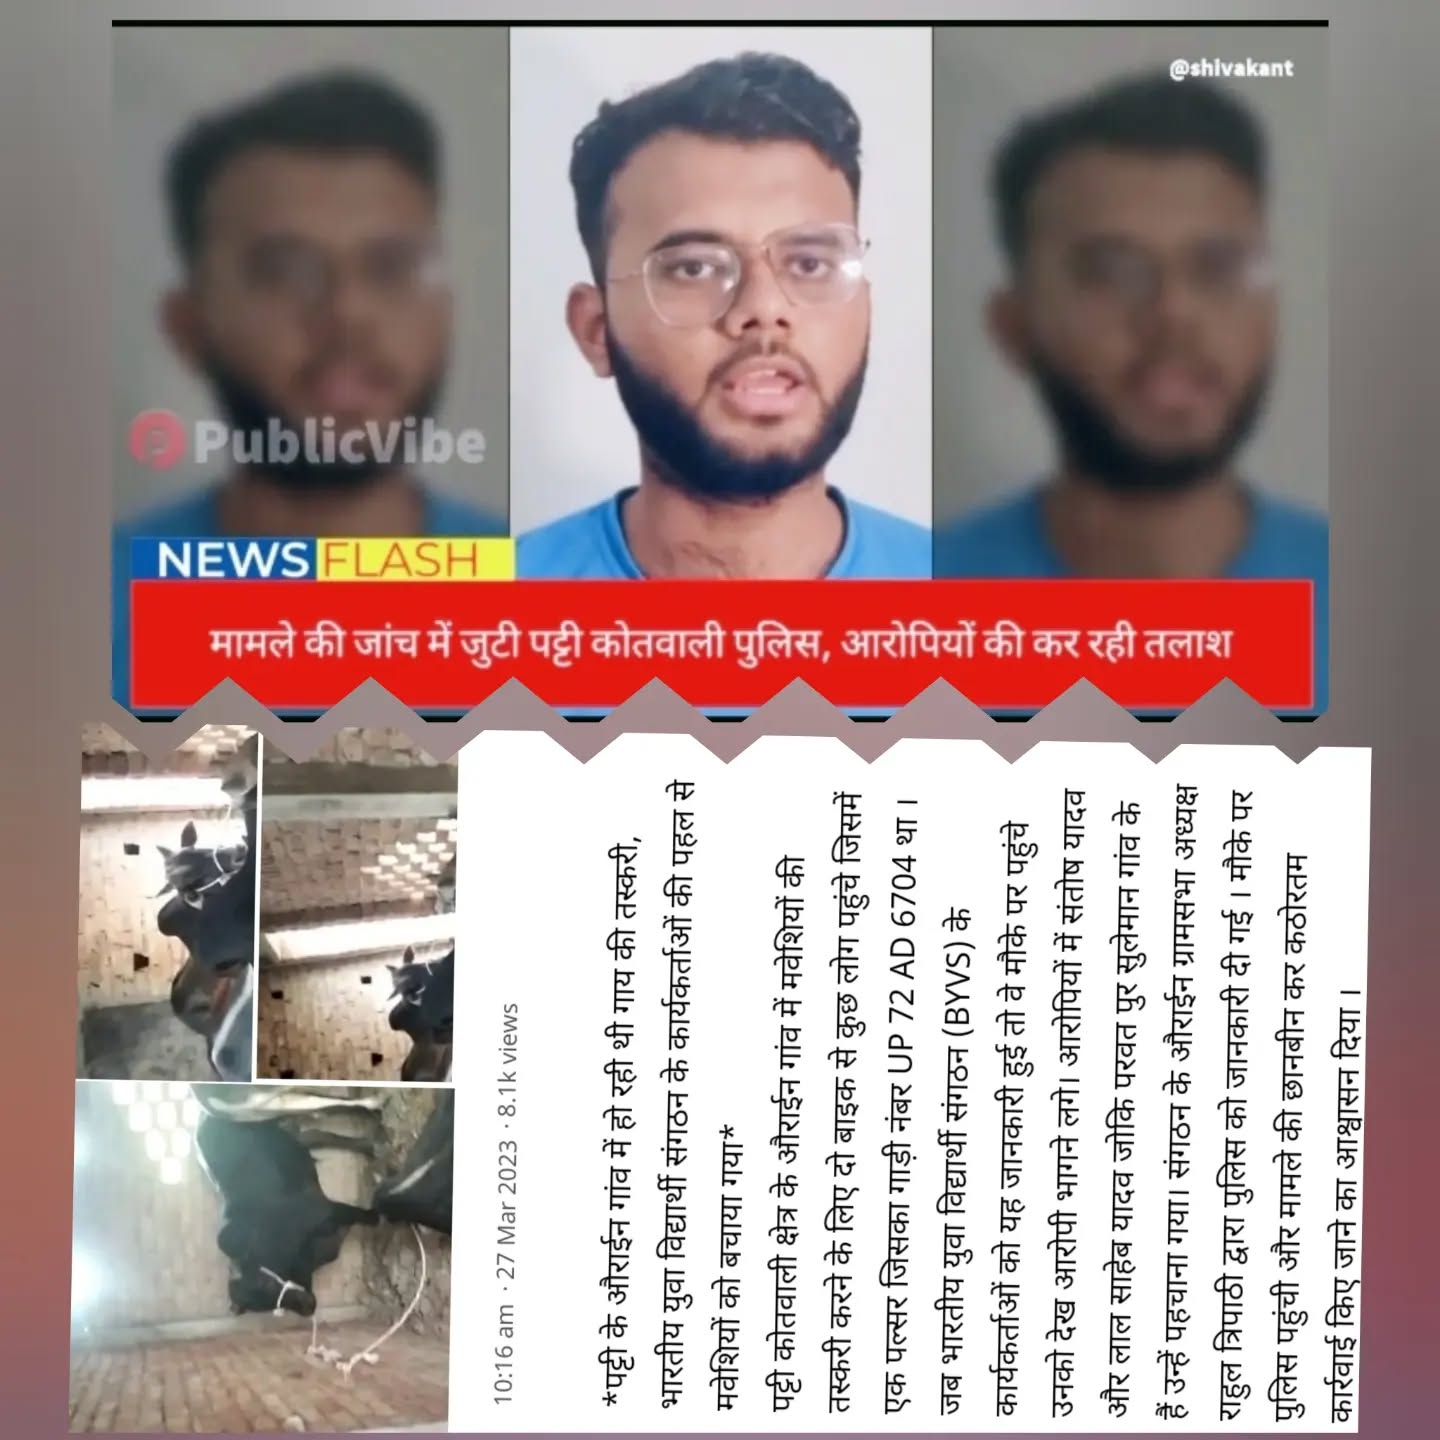 @shivakant
PublicVibe
NEWS FLASH
मामले की जांच में जुटी पट्टी कोतवाली पुलिस, आरोपियों की कर रही तलाश
10:16 am · 27 Mar 2023 · 8.1k views
*पट्टी के औराईन गांव में हो रही थी गाय की तस्करी,
भारतीय युवा विद्यार्थी संगठन के कार्यकर्ताओं की पहल से
मवेशियों को बचाया गया*
पट्टी कोतवाली क्षेत्र के औराईन गांव में मवेशियों की
तस्करी करने के लिए दो बाइक से कुछ लोग पहुंचे जिसमें
एक पल्सर जिसका गाड़ी नंबर UP 72 AD 6704 था ।
जब भारतीय युवा विद्यार्थी संगठन (BYVS) के
कार्यकर्ताओं को यह जानकारी हुई तो वे मौके पर पहुंचे
उनको देख आरोपी भागने लगे। आरोपियों में संतोष यादव
और लाल साहेब यादव जोकि परवत पुर सुलेमान गांव के
हैं उन्हें पहचाना गया। संगठन के औराईन ग्रामसभा अध्यक्ष
राहुल त्रिपाठी द्वारा पुलिस को जानकारी दी गई । मौके पर
पुलिस पहुंची और मामले की छानबीन कर कठोरतम
कार्रवाई किए जाने का आश्वासन दिया ।